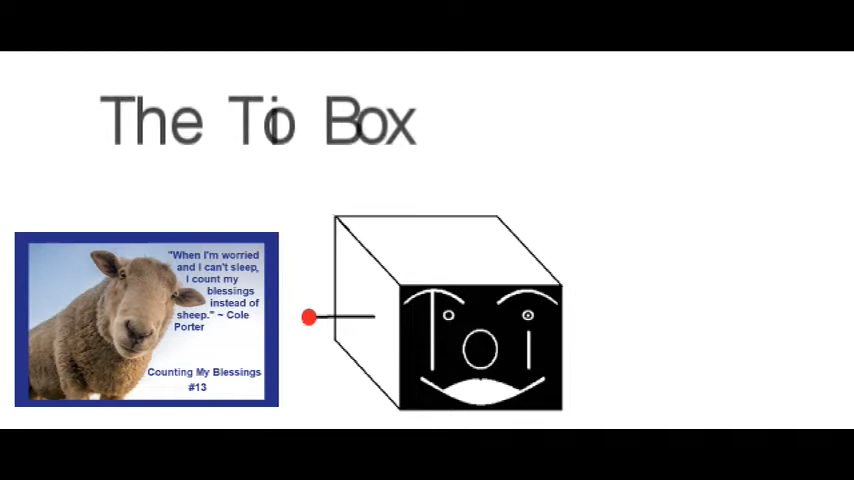 The Tio Box
"When I'm worried
and I can't sleep,
I count my
blessings
instead of
sheep." ~ Cole
Porter
Counting My Blessings
#13